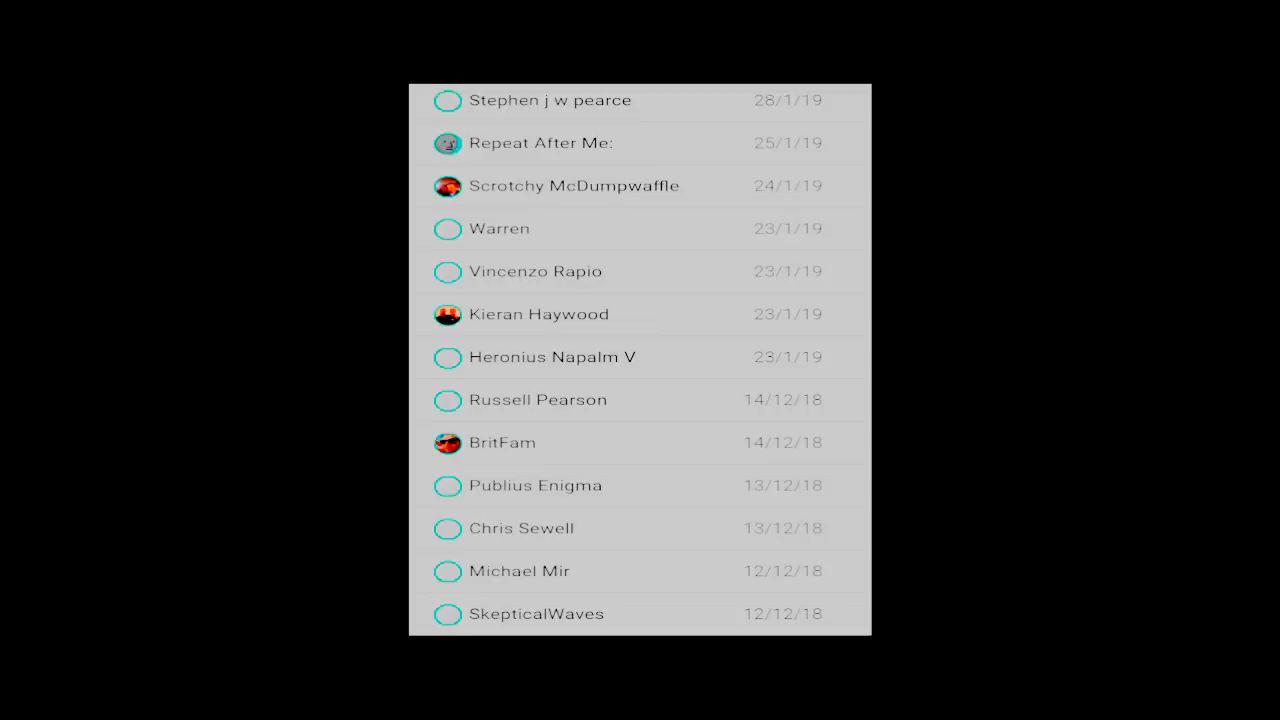 Stephen j w pearce 28/1/19
Repeat After Me: 25/1/19
Scrotchy McDumpwaffle 24/1/19
Warren 23/1/19
Vincenzo Rapio 23/1/19
Kieran Haywood 23/1/19
Heronius Napalm V 23/1/19
Russell Pearson 14/12/18
BritFam 14/12/18
Publius Enigma 13/12/18
Chris Sewell 13/12/18
Michael Mir 12/12/18
SkepticalWaves 12/12/18